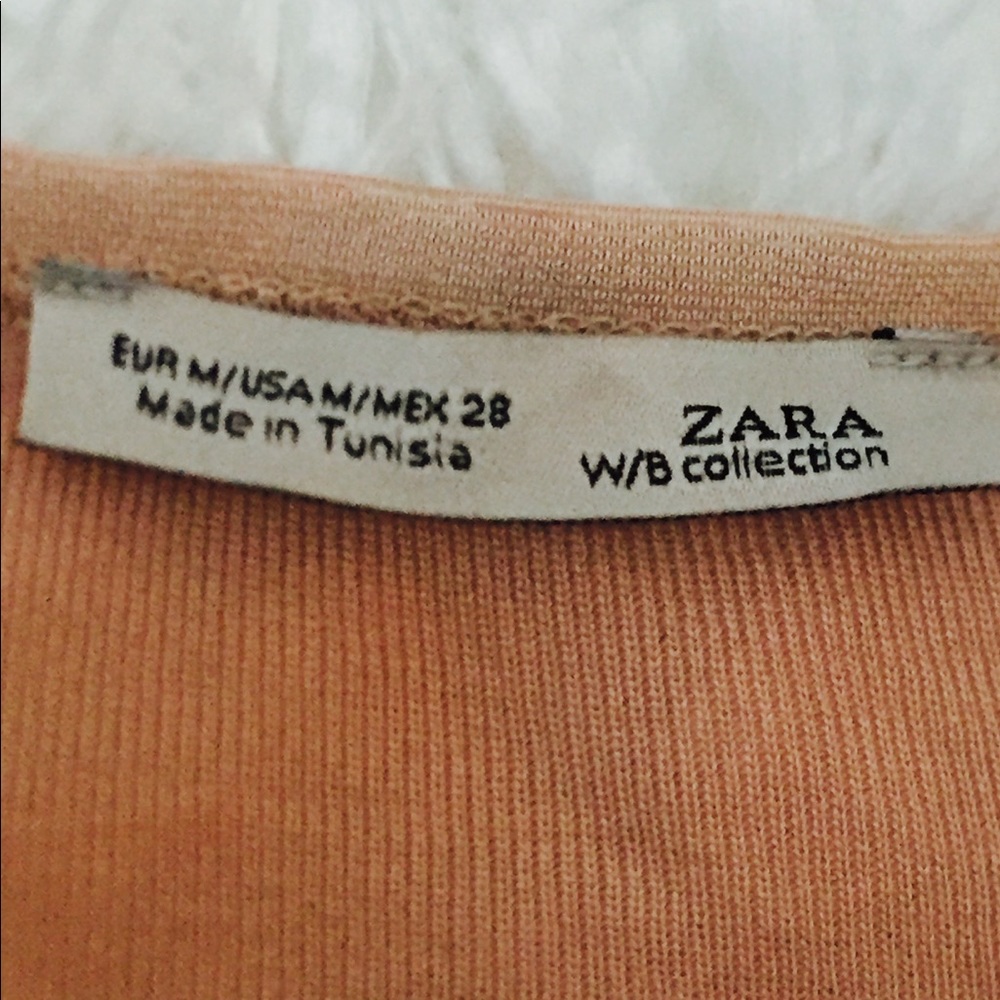 EUR M/USA M/MEX 28
Made in Tunisia
ZARA
W/B collection